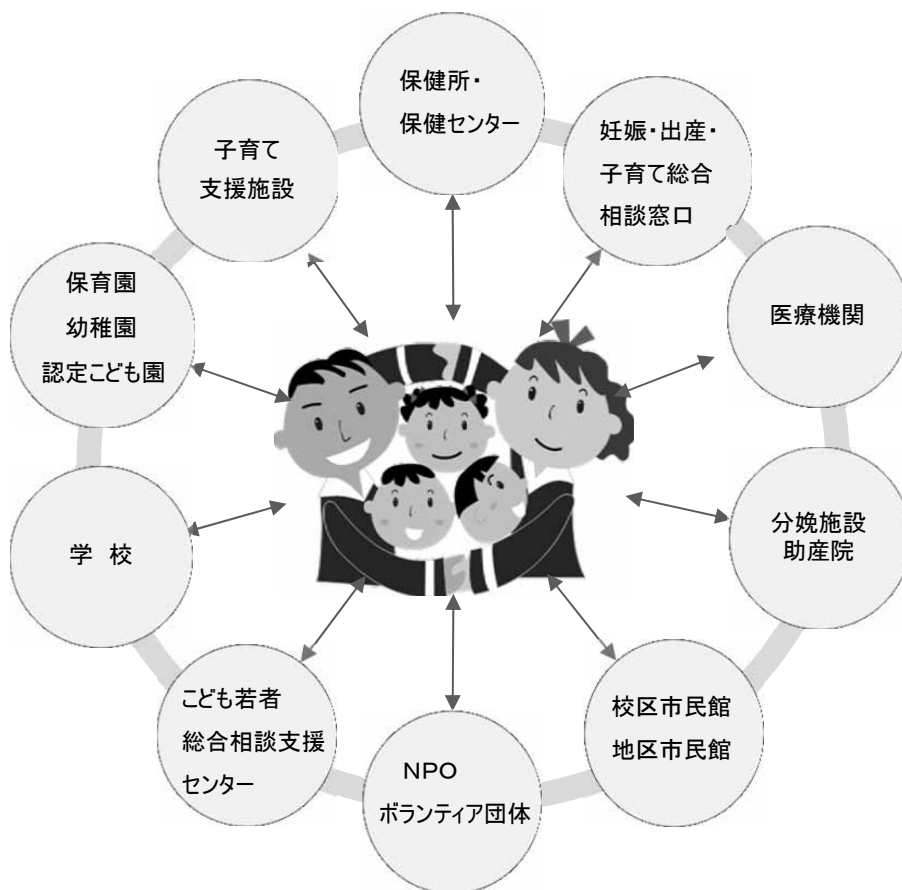 保健所・
保健センター
妊娠・出産・
子育て総合
相談窓口
医療機関
分娩施設
助産院
校区市民館
地区市民館
NPO
ボランティア団体
こども若者
総合相談支援
センター
学 校
保育園
幼稚園
認定こども園
子育て
支援施設